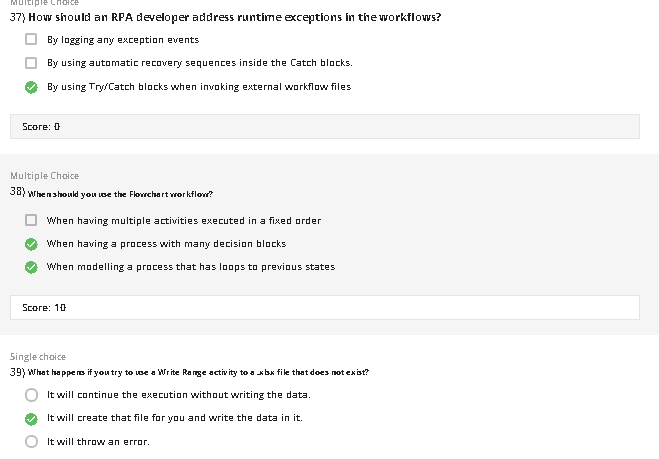 Multiple Choice
37) How should an RPA developer address runtime exceptions in the workflows?
By logging any exception events
By using automatic recovery sequences inside the Catch blocks.
By using Try/Catch blocks when invoking external workflow files
Score: 0
Multiple Choice
38) When should you use the Flowchart workflow?
When having multiple activities executed in a fixed order
When having a process with many decision blocks
When modelling a process that has loops to previous states
Score: 10
Single choice
39) What happens if you try to use a Write Range activity to a .xlsx file that does not exist?
It will continue the execution without writing the data.
It will create that file for you and write the data in it.
It will throw an error.